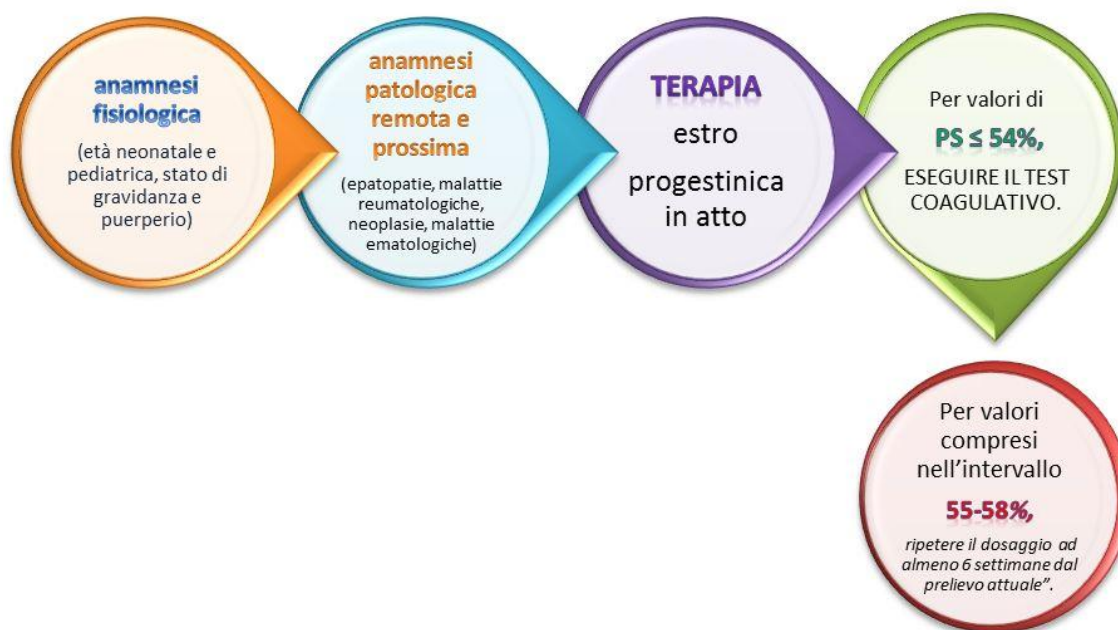 anamnesi
fisiologica
(età neonatale e
pediatrica, stato di
gravidanza e
puerperio)
anamnesi
patologica
remota e
prossima
(epatopatie, malattie
reumatologiche,
neoplasie, malattie
ematologiche)
TERAPIA
estro
progestinica
in atto
Per valori di
PS ≤ 54%,
ESEGUIRE IL TEST
COAGULATIVO.
Per valori
compresi
nell’intervallo
55-58%,
ripetere il dosaggio ad
almeno 6 settimane dal
prelievo attuale”.